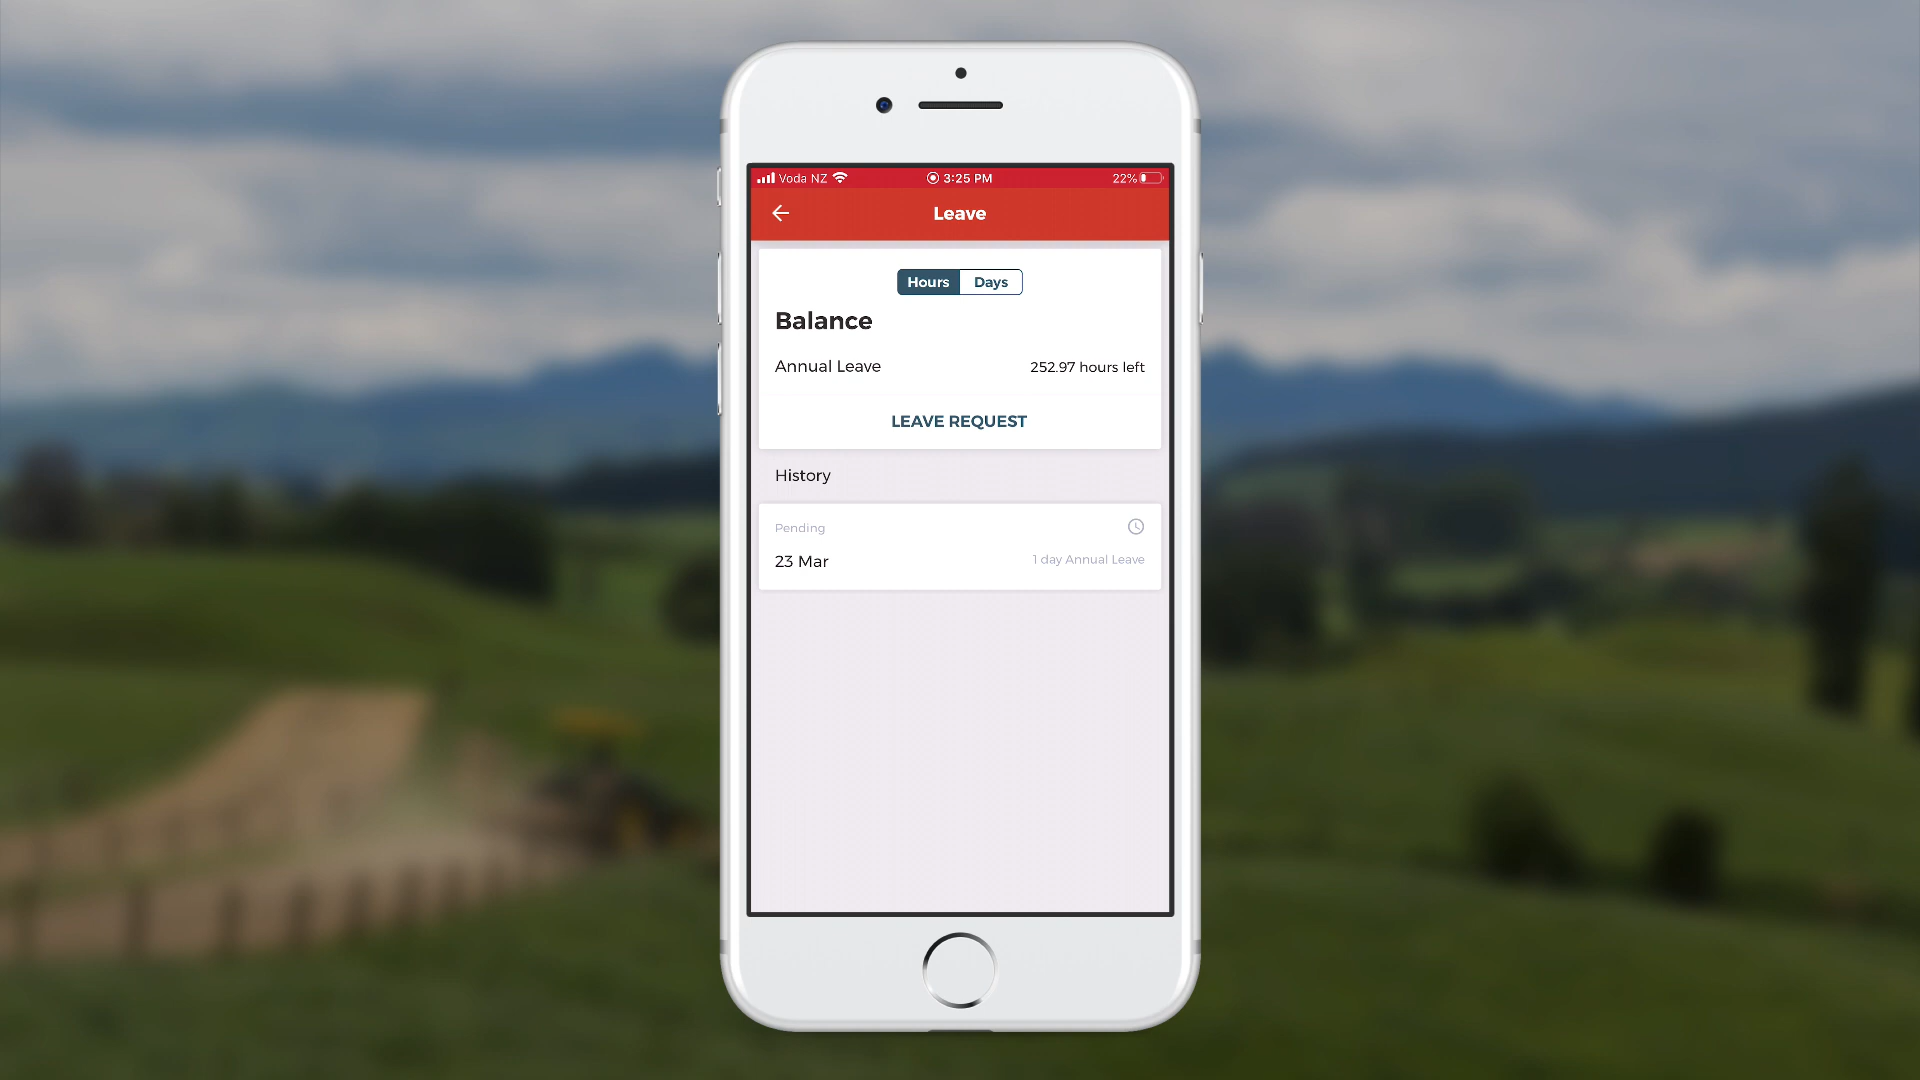 Voda NZ 3:25 PM 22%
Leave
Hours Days
Balance
Annual Leave 252.97 hours left
LEAVE REQUEST
History
Pending
23 Mar 1 day Annual Leave